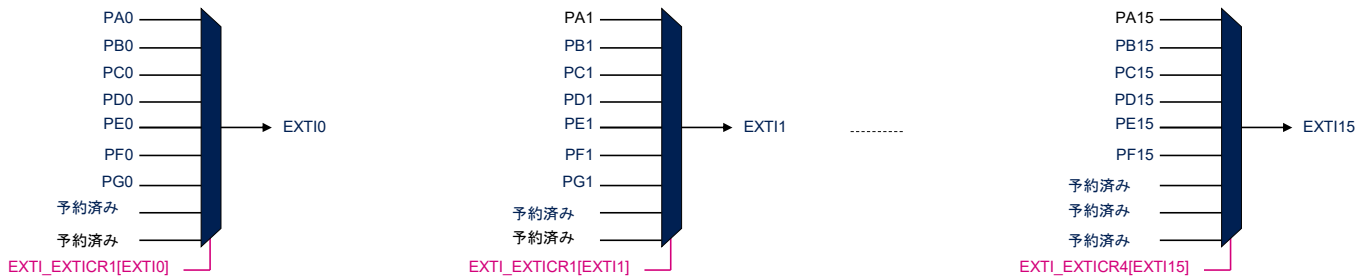 PA0
PB0
PC0
PD0
PE0
PF0
PG0
予約済み
予約済み
EXTI_EXTICR1[EXTI0]
EXTI0
PA1
PB1
PC1
PD1
PE1
PF1
PG1
予約済み
予約済み
EXTI_EXTICR1[EXTI1]
EXTI1
PA15
PB15
PC15
PD15
PE15
PF15
予約済み
予約済み
予約済み
EXTI_EXTICR4[EXTI15]
EXTI15